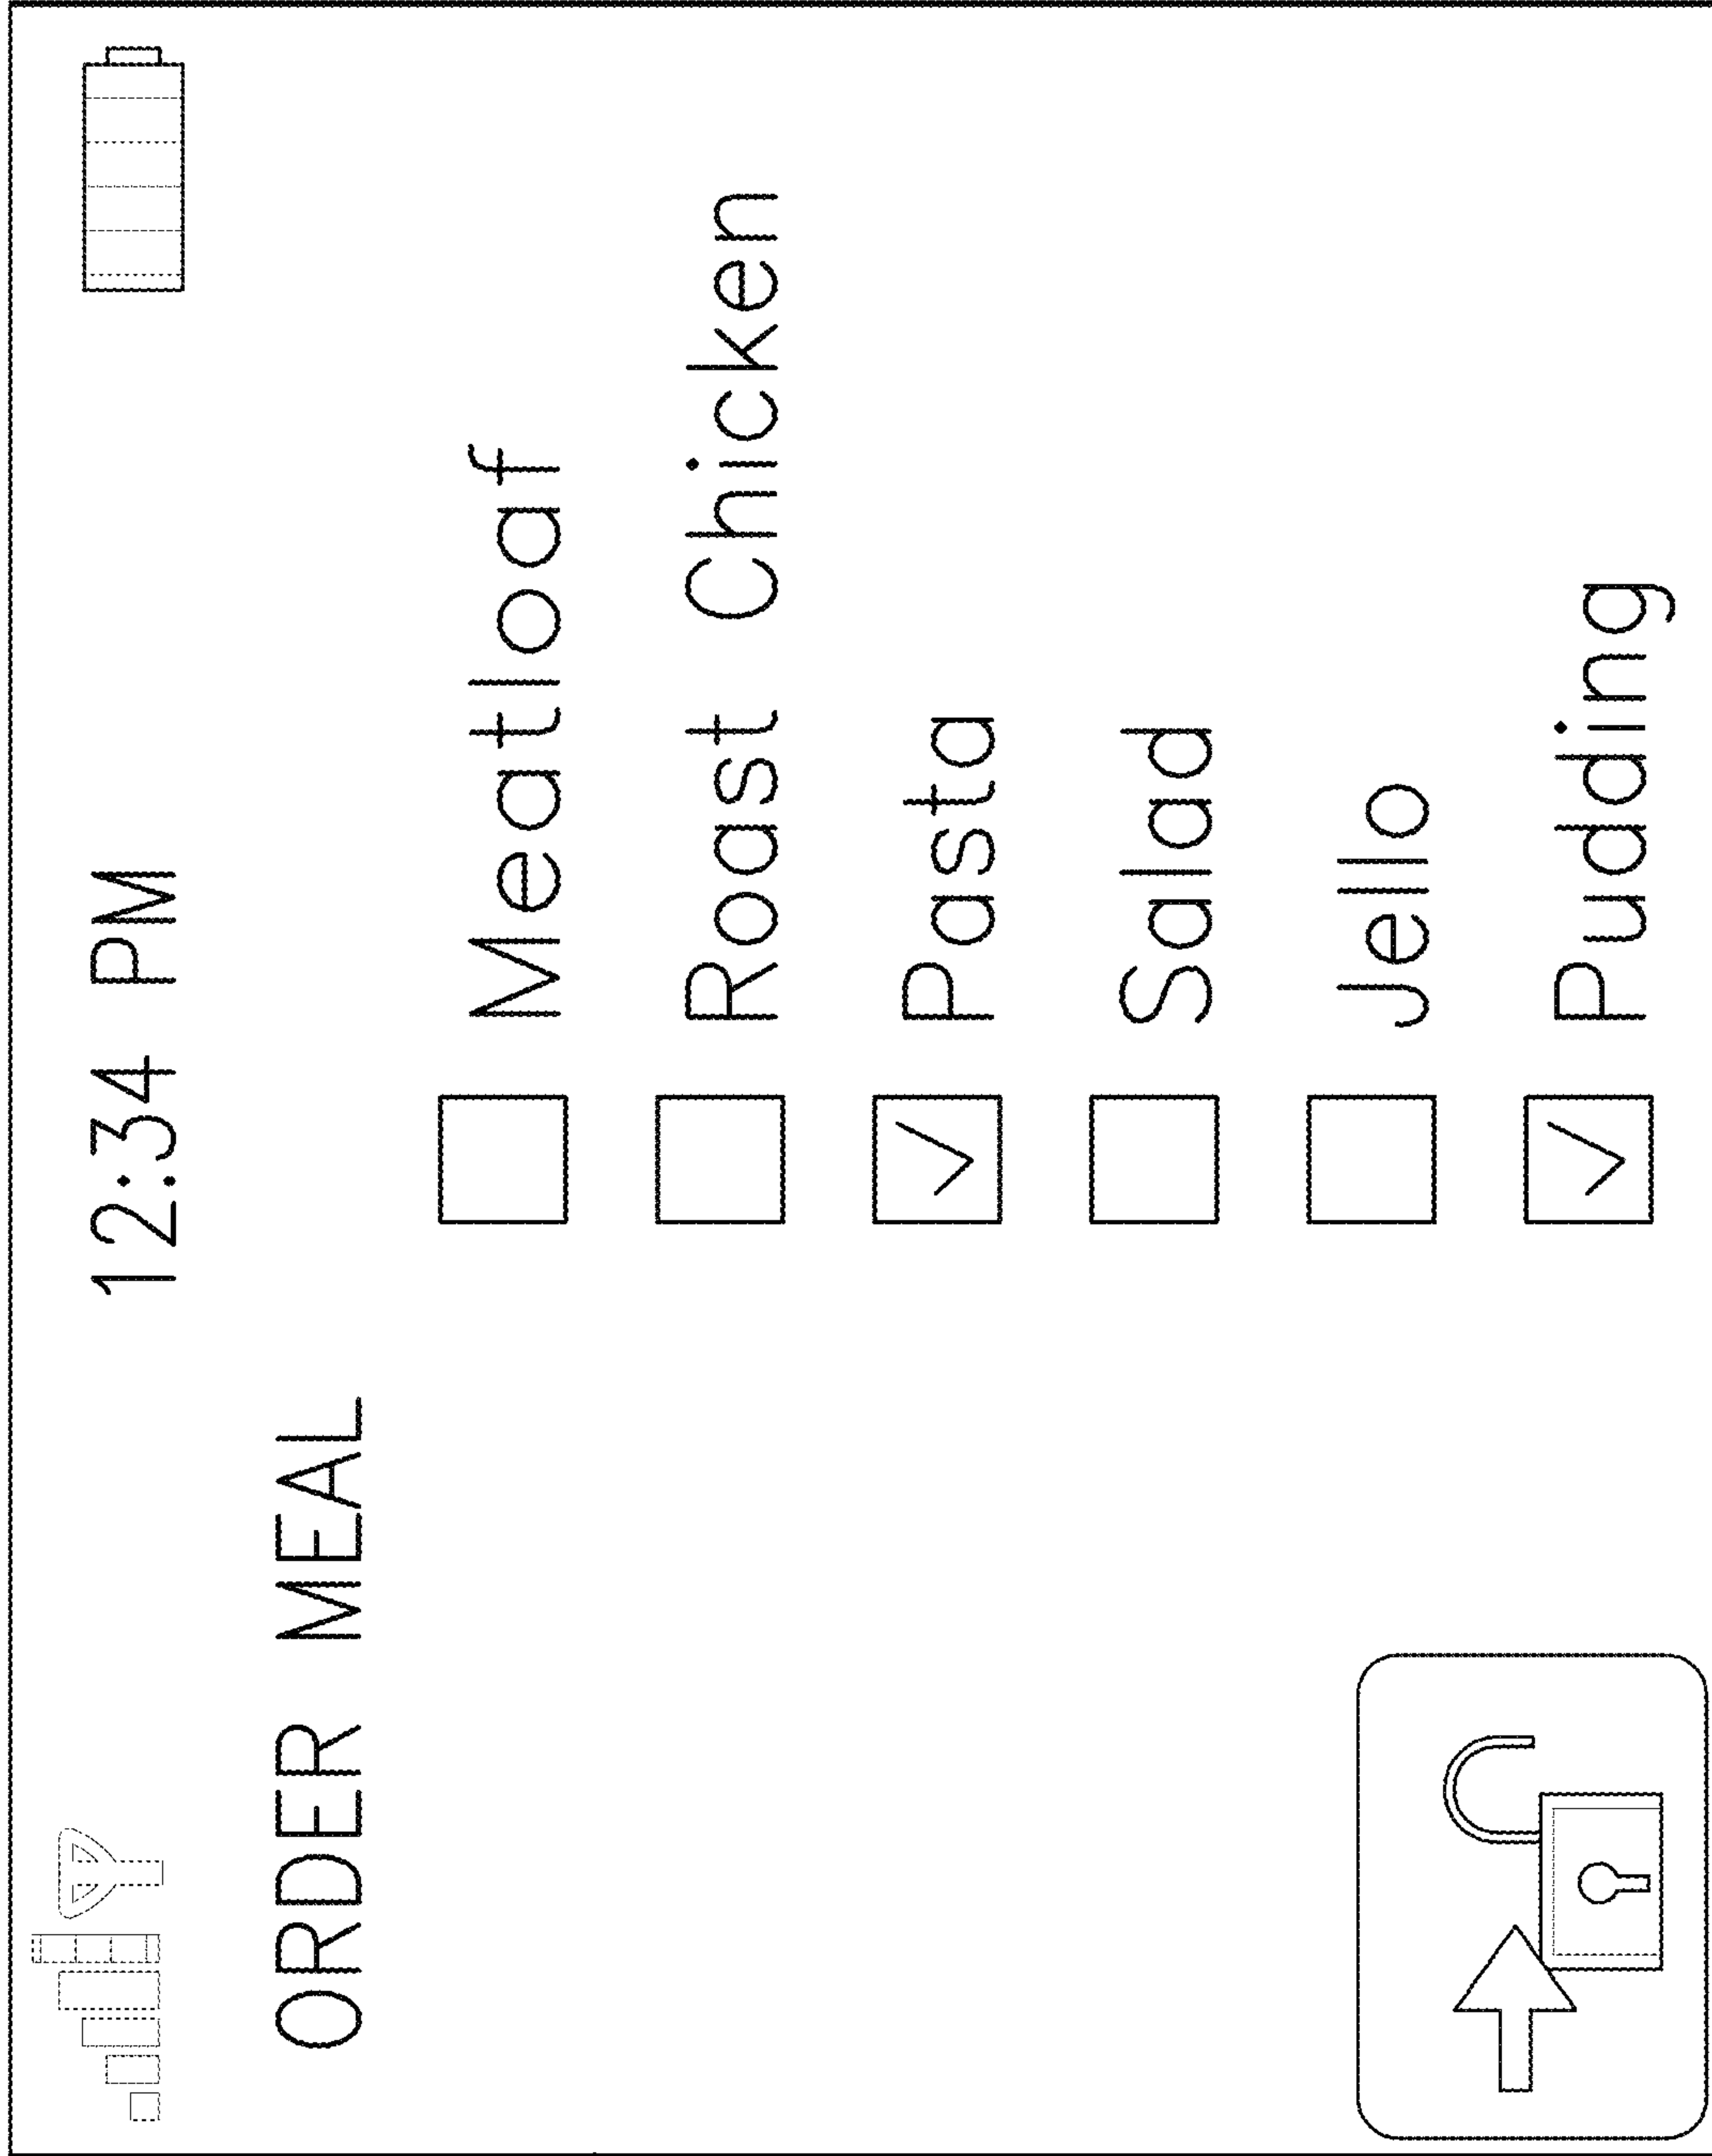 12:34 PM
ORDER MEAL
Meatloaf
Roast Chicken
Pasta
Salad
Jello
Pudding